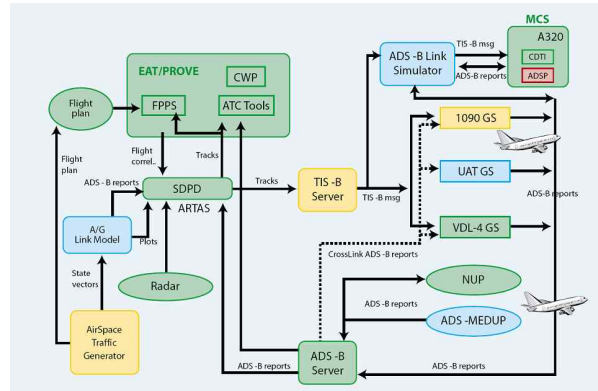 MCS
A320
CDTI
ADSP
TIS -B msg
ADS-B reports
ADS -B Link
Simulator
EAT/PROVE
CWP
FPPS
ATC Tools
Flight
plan
1090 GS
Flight
plan
Flight
correl..
Tracks
ADS - B reports
SDPD
ARTAS
Tracks
TIS -B
Server
TIS -B msg
UAT GS
ADS-B reports
A/G
Link Model
Plots
VDL-4 GS
CrossLink ADS -B reports
State
vectors
Radar
NUP
ADS -B reports
ADS -MEDUP
AirSpace
Traffic
Generator
ADS -B reports
ADS -B
Server
ADS -B reports
ADS -B reports